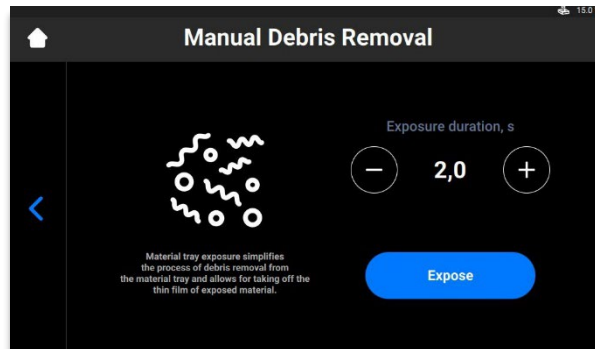 15.0
Manual Debris Removal
Exposure duration, s
− 2,0 +
Material tray exposure simplifies
the process of debris removal from
the material tray and allows for taking off the
thin film of exposed material.
Expose